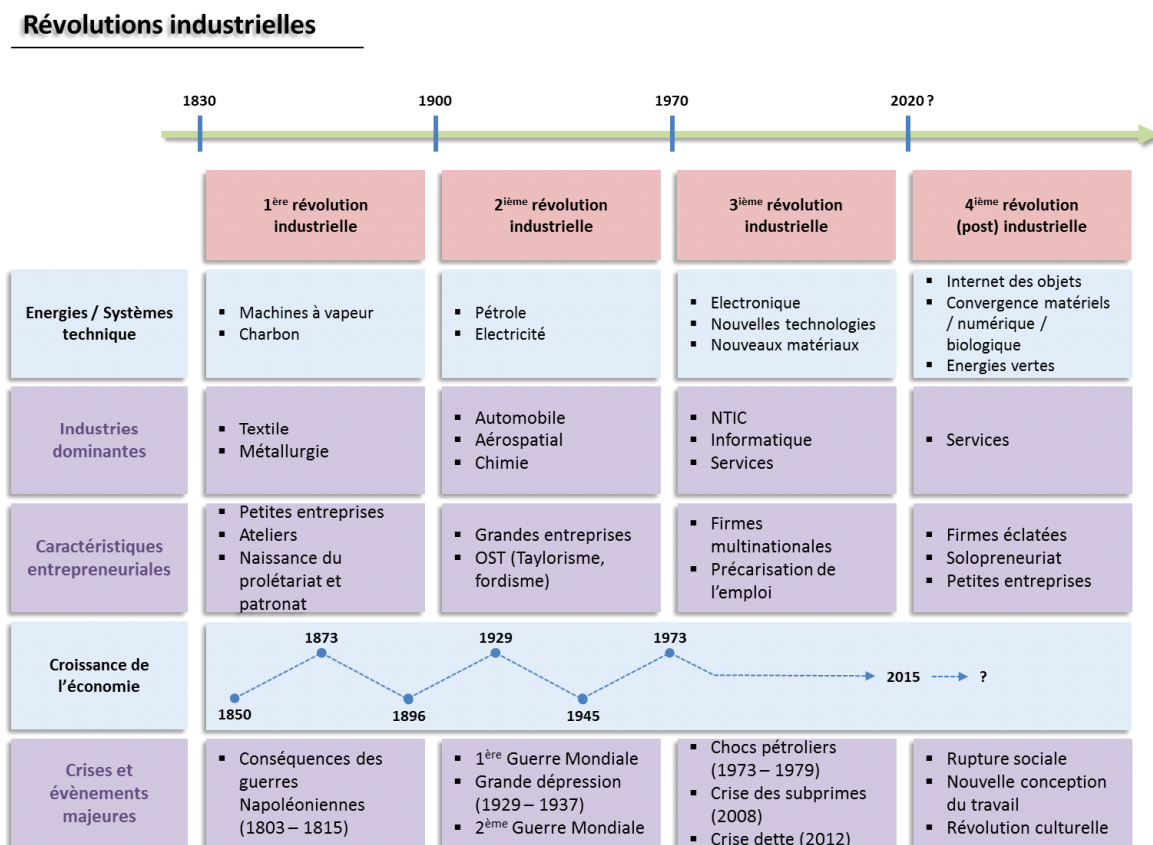 Révolutions industrielles
1830
1900
1970
2020 ?
1ère révolution
industrielle
2ième révolution
industrielle
3ième révolution
industrielle
4ième révolution
(post) industrielle
Energies / Systèmes
technique
▪ Machines à vapeur
▪ Charbon
▪ Pétrole
▪ Electricité
▪ Electronique
▪ Nouvelles technologies
▪ Nouveaux matériaux
▪ Internet des objets
▪ Convergence matériels
/ numérique /
biologique
▪ Energies vertes
Industries
dominantes
▪ Textile
▪ Métallurgie
▪ Automobile
▪ Aérospatial
▪ Chimie
▪ NTIC
▪ Informatique
▪ Services
▪ Services
Caractéristiques
entrepreneuriales
▪ Petites entreprises
▪ Ateliers
▪ Naissance du
prolétariat et
patronat
▪ Grandes entreprises
▪ OST (Taylorisme,
fordisme)
▪ Firmes
multinationales
▪ Précarisation de
l’emploi
▪ Firmes éclatées
▪ Solopreneuriat
▪ Petites entreprises
Croissance de
l’économie
1850
1873
1896
1929
1945
1973
2015
?
Crises et
évènements
majeures
▪ Conséquences des
guerres
Napoléoniennes
(1803 – 1815)
▪ 1ère Guerre Mondiale
▪ Grande dépression
(1929 – 1937)
▪ 2ème Guerre Mondiale
▪ Chocs pétroliers
(1973 – 1979)
▪ Crise des subprimes
(2008)
▪ Crise dette (2012)
▪ Rupture sociale
▪ Nouvelle conception
du travail
▪ Révolution culturelle